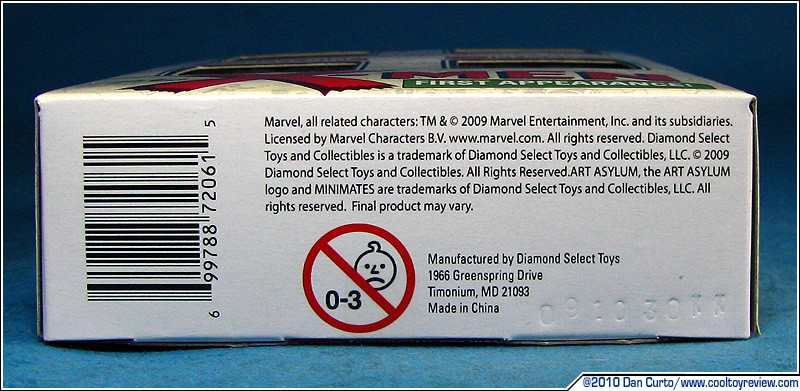 X-MEN
FIRST APPEARANCE!
Marvel, all related characters: TM & © 2009 Marvel Entertainment, Inc. and its subsidiaries.
Licensed by Marvel Characters B.V. www.marvel.com. All rights reserved. Diamond Select
Toys and Collectibles is a trademark of Diamond Select Toys and Collectibles, LLC. © 2009
Diamond Select Toys and Collectibles. All Rights Reserved.ART ASYLUM, the ART ASYLUM
logo and MINIMATES are trademarks of Diamond Select Toys and Collectibles, LLC. All
rights reserved. Final product may vary.
6 99788 72061 5
0-3
Manufactured by Diamond Select Toys
1966 Greenspring Drive
Timonium, MD 21093
Made in China
091030KK
©2010 Dan Curto/www.cooltoyreview.com